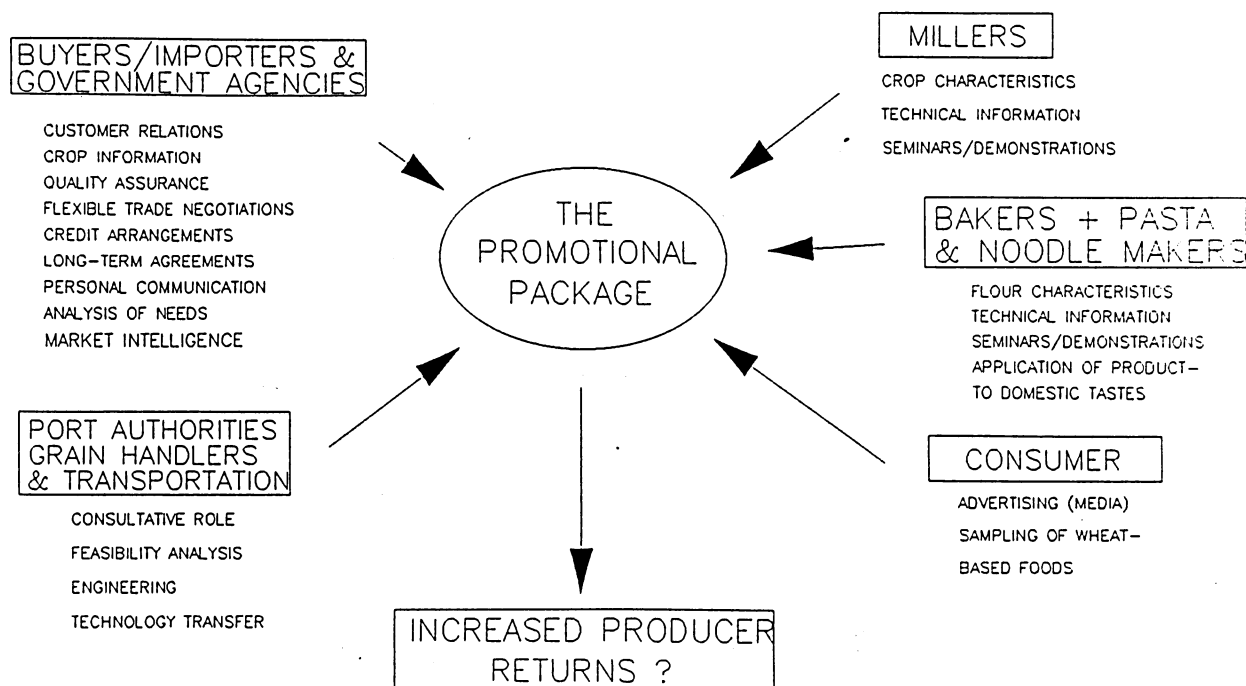 BUYERS/IMPORTERS &
GOVERNMENT AGENCIES
CUSTOMER RELATIONS
CROP INFORMATION
QUALITY ASSURANCE
FLEXIBLE TRADE NEGOTIATIONS
CREDIT ARRANGEMENTS
LONG-TERM AGREEMENTS
PERSONAL COMMUNICATION
ANALYSIS OF NEEDS
MARKET INTELLIGENCE
PORT AUTHORITIES
GRAIN HANDLERS
& TRANSPORTATION
CONSULTATIVE ROLE
FEASIBILITY ANALYSIS
ENGINEERING
TECHNOLOGY TRANSFER
THE
PROMOTIONAL
PACKAGE
INCREASED PRODUCER
RETURNS ?
MILLERS
CROP CHARACTERISTICS
TECHNICAL INFORMATION
SEMINARS/DEMONSTRATIONS
BAKERS + PASTA
& NOODLE MAKERS
FLOUR CHARACTERISTICS
TECHNICAL INFORMATION
SEMINARS/DEMONSTRATIONS
APPLICATION OF PRODUCT-
TO DOMESTIC TASTES
CONSUMER
ADVERTISING (MEDIA)
SAMPLING OF WHEAT-
BASED FOODS